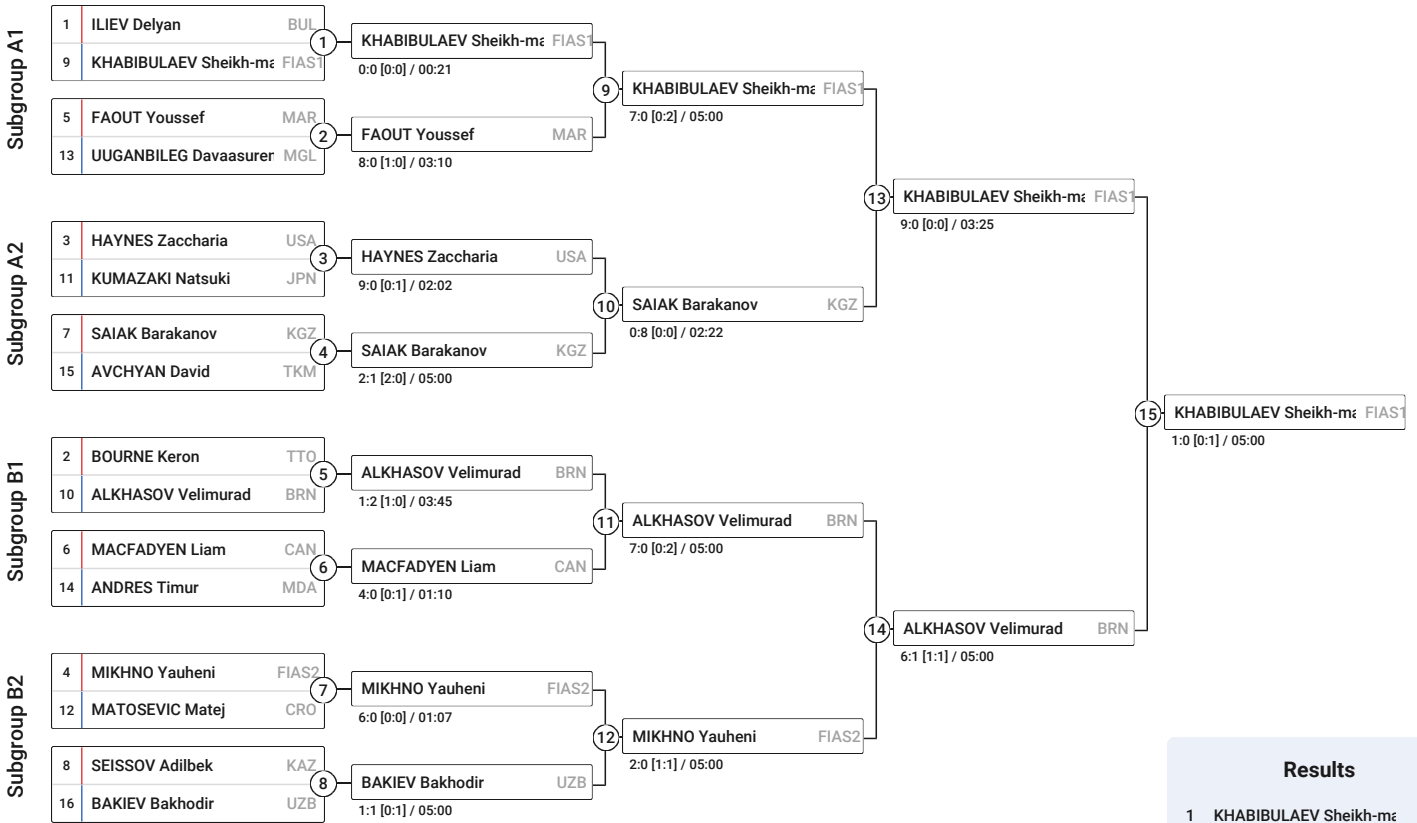 Subgroup A1
1 ILIEV Delyan BUL
9 KHABIBULAEV Sheikh-ma FIAS1
1
KHABIBULAEV Sheikh-ma FIAS1
0:0 [0:0] / 00:21
5 FAOUT Youssef MAR
13 UUGANBILEG Davaasuren MGL
2
FAOUT Youssef MAR
8:0 [1:0] / 03:10
9
KHABIBULAEV Sheikh-ma FIAS1
7:0 [0:2] / 05:00
Subgroup A2
3 HAYNES Zaccharia USA
11 KUMAZAKI Natsuki JPN
3
HAYNES Zaccharia USA
9:0 [0:1] / 02:02
7 SAIAK Barakanov KGZ
15 AVCHYAN David TKM
4
SAIAK Barakanov KGZ
2:1 [2:0] / 05:00
10
SAIAK Barakanov KGZ
0:8 [0:0] / 02:22
13
KHABIBULAEV Sheikh-ma FIAS1
9:0 [0:0] / 03:25
Subgroup B1
2 BOURNE Keron TTO
10 ALKHASOV Velimurad BRN
5
ALKHASOV Velimurad BRN
1:2 [1:0] / 03:45
6 MACFADYEN Liam CAN
14 ANDRES Timur MDA
6
MACFADYEN Liam CAN
4:0 [0:1] / 01:10
11
ALKHASOV Velimurad BRN
7:0 [0:2] / 05:00
Subgroup B2
4 MIKHNO Yauheni FIAS2
12 MATOSEVIC Matej CRO
7
MIKHNO Yauheni FIAS2
6:0 [0:0] / 01:07
8 SEISSOV Adilbek KAZ
16 BAKIEV Bakhodir UZB
8
BAKIEV Bakhodir UZB
1:1 [0:1] / 05:00
12
MIKHNO Yauheni FIAS2
2:0 [1:1] / 05:00
14
ALKHASOV Velimurad BRN
6:1 [1:1] / 05:00
15
KHABIBULAEV Sheikh-ma FIAS1
1:0 [0:1] / 05:00
Results
1 KHABIBULAEV Sheikh-ma